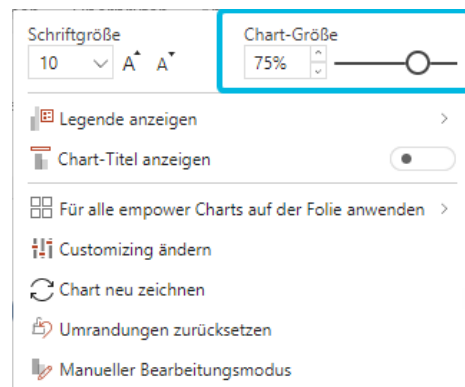 Schriftgröße
Chart-Größe
10
A A
75%
Legende anzeigen
Chart-Titel anzeigen
Für alle empower Charts auf der Folie anwenden
Customizing ändern
Chart neu zeichnen
Umrandungen zurücksetzen
Manueller Bearbeitungsmodus